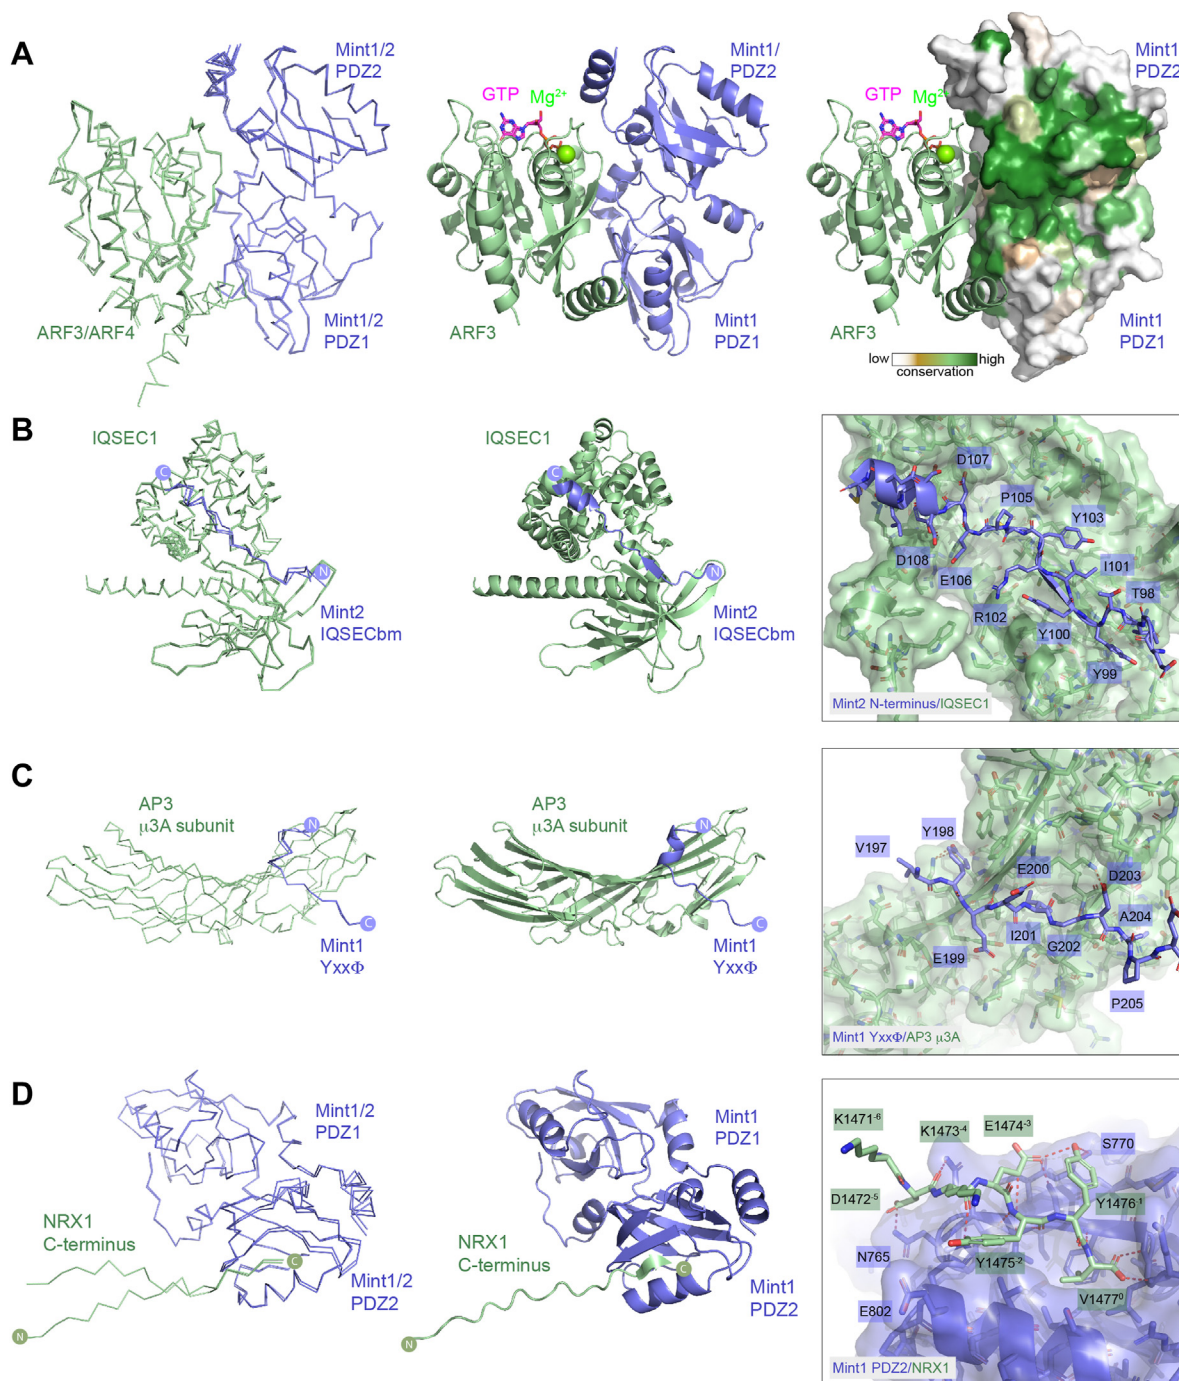 A
Mint1/2
PDZ2
ARF3/ARF4
Mint1/2
PDZ1
GTP
Mg²⁺
Mint1/
PDZ2
ARF3
Mint1
PDZ1
GTP
Mg²
Mint1
PDZ2
ARF3
Mint1
PDZ1
low
high
conservation
B
IQSEC1
C
N
Mint2
IQSECbm
IQSEC1
C
N
Mint2
IQSECbm
D107
P105
Y103
D108
E106
I101
T98
R102
Y100
Y99
Mint2 N-terminus/IQSEC1
C
AP3
μ3A subunit
N
C
Mint1
YxxΦ
AP3
μ3A subunit
N
C
Mint1
YxxΦ
Y198
V197
E200
D203
A204
I201
G202
E199
P205
Mint1 YxxΦ/AP3 μ3A
D
Mint1/2
PDZ1
NRX1
C-terminus
C
Mint1/2
PDZ2
N
Mint1
PDZ1
NRX1
C-terminus
C
Mint1
PDZ2
N
K1471⁻⁶
K1473⁻⁴
E1474⁻³
S770
D1472⁻⁵
Y1476⁻¹
N765
Y1475⁻²
V1477⁰
E802
Mint1 PDZ2/NRX1